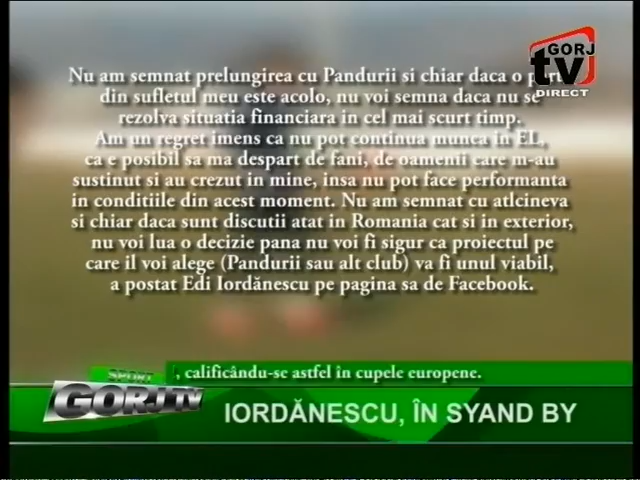 GORJ
tv
DIRECT
Nu am semnat prelungirea cu Pandurii si chiar daca o parte
din sufletul meu este acolo, nu voi semna daca nu se
rezolva situatia financiara in cel mai scurt timp.
Am un regret imens ca nu pot continua munca in EL,
ca e posibil sa ma despart de fani, de oamenii care m-au
sustinut si au crezut in mine, insa nu pot face performanta
in conditiile din acest moment. Nu am semnat cu atlcineva
si chiar daca sunt discutii atat in Romania cat si in exterior,
nu voi lua o decizie pana nu voi fi sigur ca proiectul pe
care il voi alege (Pandurii sau alt club) va fi unul viabil,
a postat Edi Iordănescu pe pagina sa de Facebook.
SPORT
, calificându-se astfel în cupele europene.
GORJ TV
IORDĂNESCU, ÎN SYAND BY